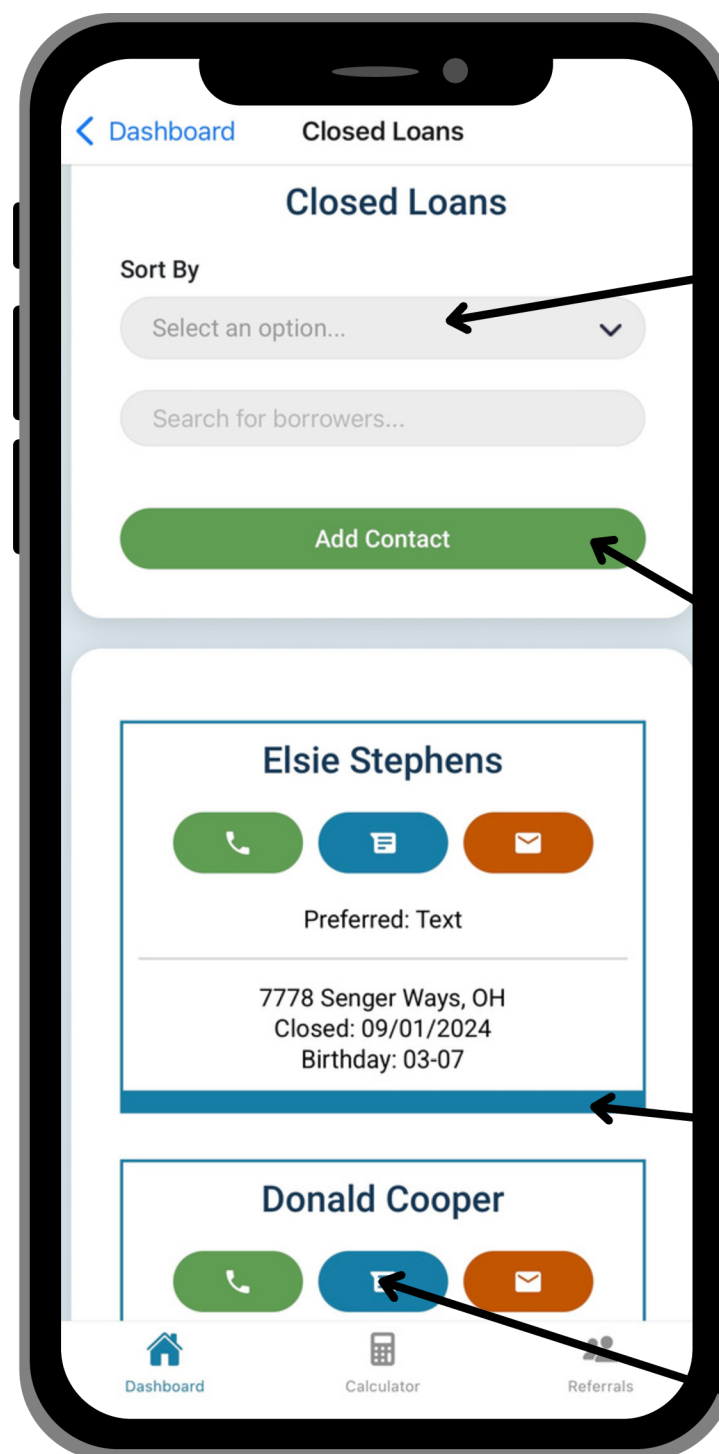 Dashboard Closed Loans
Closed Loans
Sort By
Select an option...
Search for borrowers...
Add Contact
Elsie Stephens
Preferred: Text
7778 Senger Ways, OH
Closed: 09/01/2024
Birthday: 03-07
Donald Cooper
Dashboard Calculator Referrals